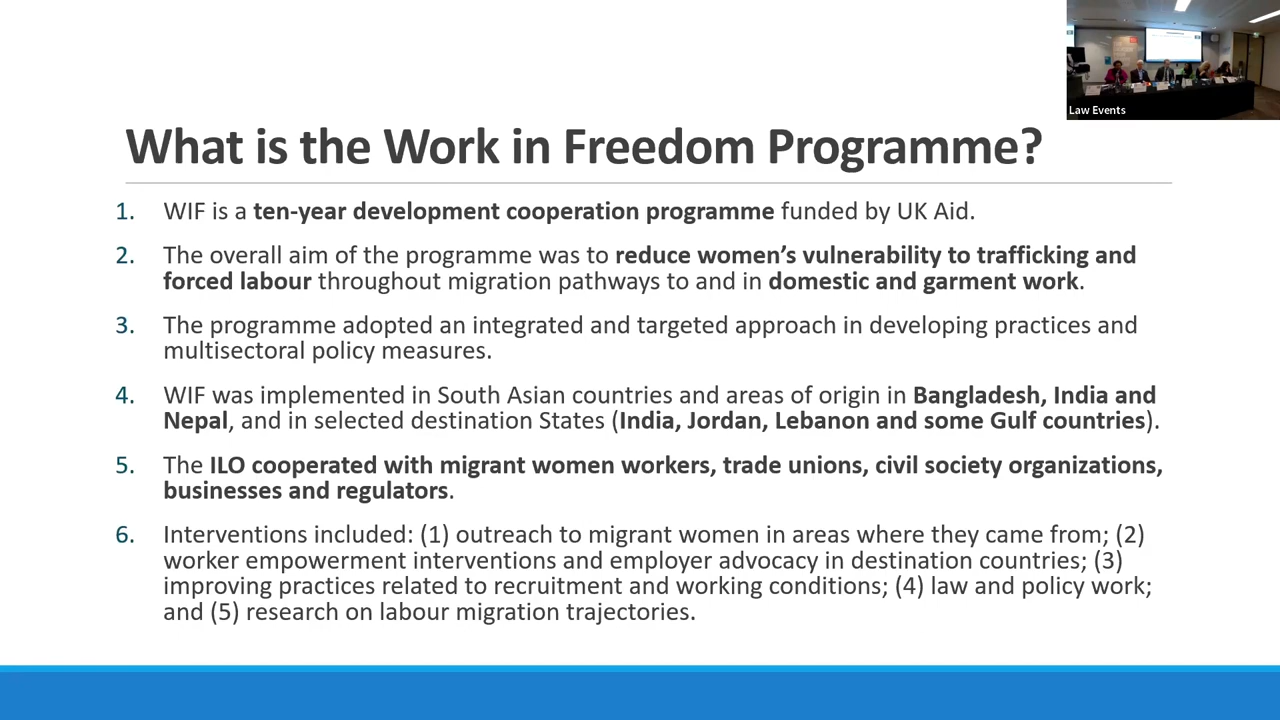 Law Events
What is the Work in Freedom Programme?
1. WIF is a ten-year development cooperation programme funded by UK Aid.
2. The overall aim of the programme was to reduce women’s vulnerability to trafficking and
forced labour throughout migration pathways to and in domestic and garment work.
3. The programme adopted an integrated and targeted approach in developing practices and
multisectoral policy measures.
4. WIF was implemented in South Asian countries and areas of origin in Bangladesh, India and
Nepal, and in selected destination States (India, Jordan, Lebanon and some Gulf countries).
5. The ILO cooperated with migrant women workers, trade unions, civil society organizations,
businesses and regulators.
6. Interventions included: (1) outreach to migrant women in areas where they came from; (2)
worker empowerment interventions and employer advocacy in destination countries; (3)
improving practices related to recruitment and working conditions; (4) law and policy work;
and (5) research on labour migration trajectories.